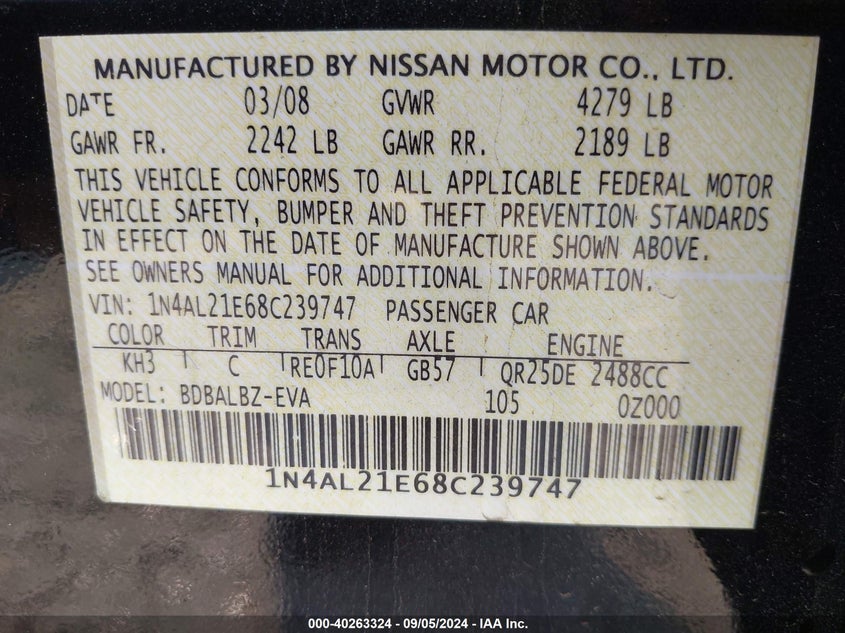 MANUFACTURED BY NISSAN MOTOR CO., LTD.
DATE 03/08 GVWR 4279 LB
GAWR FR. 2242 LB GAWR RR. 2189 LB
THIS VEHICLE CONFORMS TO ALL APPLICABLE FEDERAL MOTOR
VEHICLE SAFETY, BUMPER AND THEFT PREVENTION STANDARDS
IN EFFECT ON THE DATE OF MANUFACTURE SHOWN ABOVE.
SEE OWNERS MANUAL FOR ADDITIONAL INFORMATION.
VIN: 1N4AL21E68C239747 PASSENGER CAR
COLOR TRIM TRANS AXLE ENGINE
KH3 C RE0F10A GB57 QR25DE 2488CC
MODEL: BDBALBZ-EVA 105 0Z000
1N4AL21E68C239747
000-40263324 - 09/05/2024 - IAA Inc.